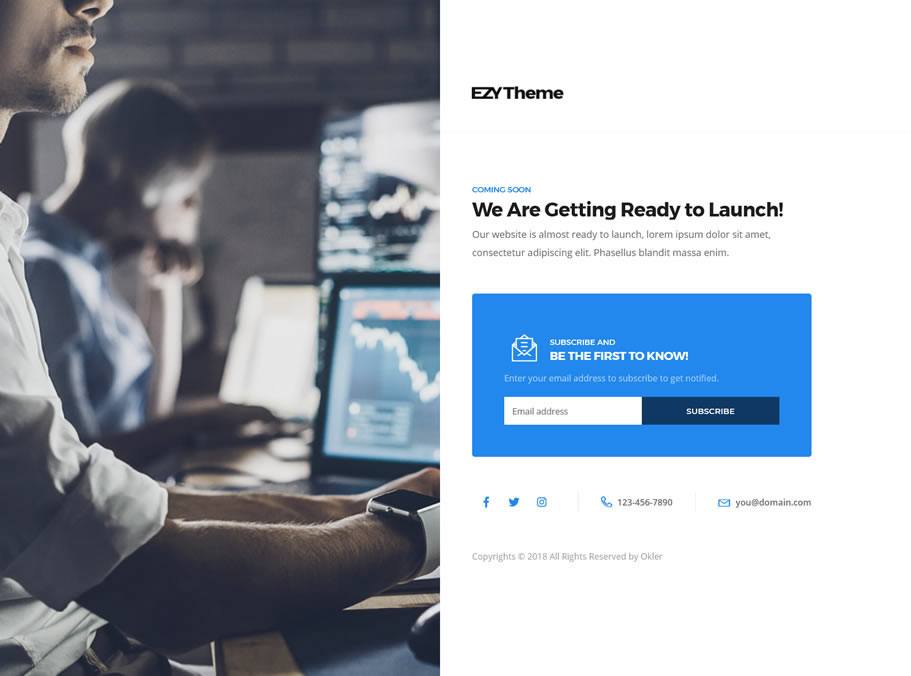 EZY Theme
COMING SOON
We Are Getting Ready to Launch!
Our website is almost ready to launch, lorem ipsum dolor sit amet,
consectetur adipiscing elit. Phasellus blandit massa enim.
SUBSCRIBE AND
BE THE FIRST TO KNOW!
Enter your email address to subscribe to get notified.
Email address SUBSCRIBE
123-456-7890 you@domain.com
Copyrights © 2018 All Rights Reserved by Okler